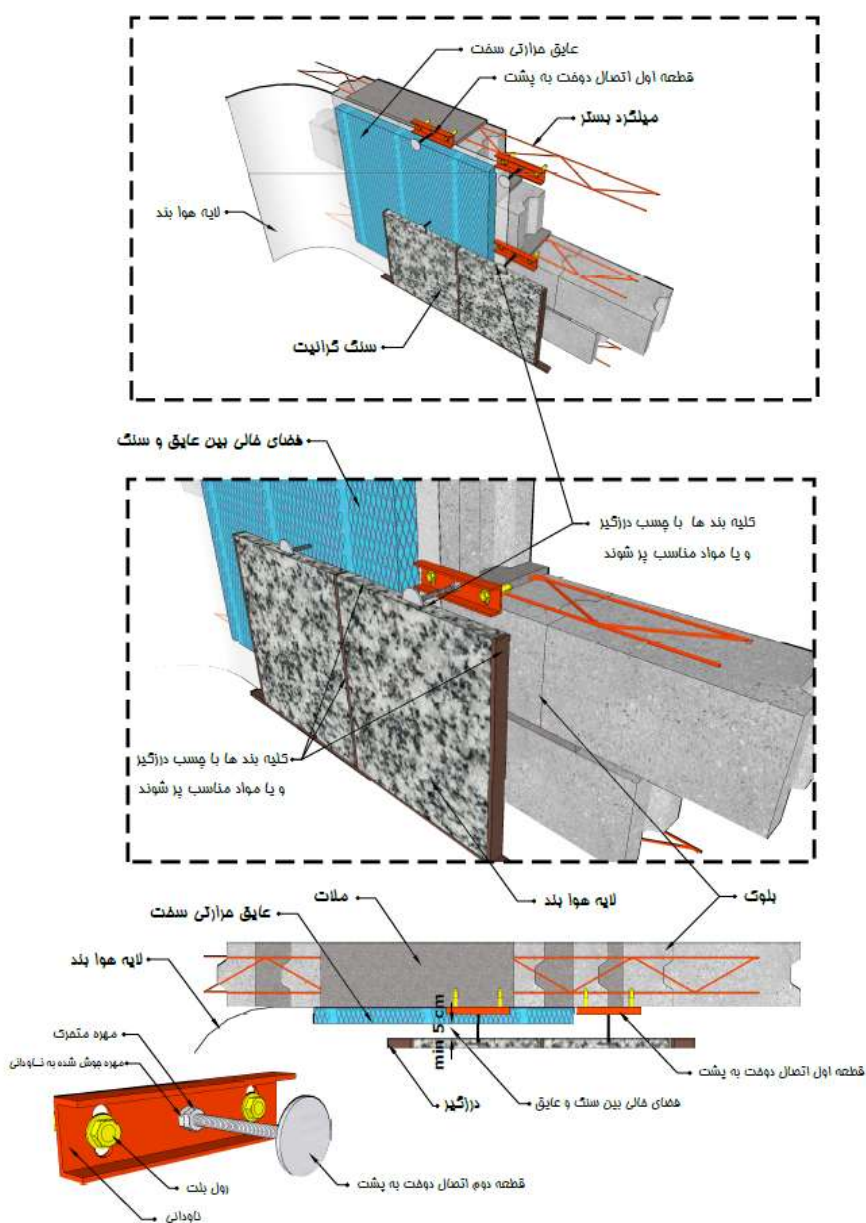 عایق حرارتی سخت
قطعه اول اتصال دوخت به پشت
میلگرد بستر
لایه هوا بند
سنگ گرانیت
فضای خالی بین عایق و سنگ
کلیه بند ها با چسب درزگیر
و یا مواد مناسب پر شوند
کلیه بند ها با چسب درزگیر
و یا مواد مناسب پر شوند
لایه هوا بند
بلوک
ملات
عایق حرارتی سخت
لایه هوا بند
min 5 cm
مهره متحرک
مهره جوش شده به ناودانی
قطعه اول اتصال دوخت به پشت
فضای خالی بین سنگ و عایق
درزگیر
قطعه دوم اتصال دوخت به پشت
رول بلت
ناودانی